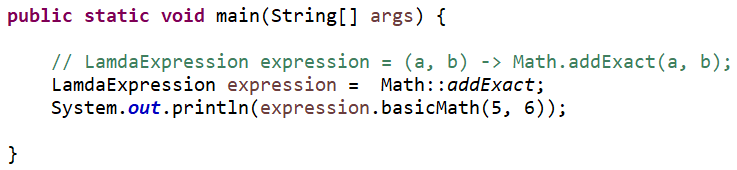 public static void main(String[] args) {
// LamdaExpression expression = (a, b) -> Math.addExact(a, b);
LamdaExpression expression =  Math::addExact;
System.out.println(expression.basicMath(5, 6));
}